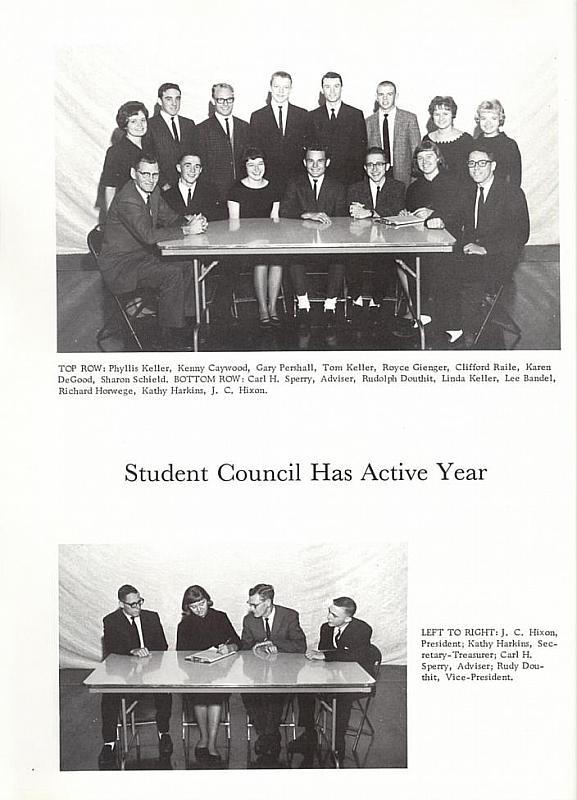 TOP ROW: Phyllis Keller, Kenny Caywood, Gary Pershall, Tom Keller, Royce Gienger, Clifford Raile, Karen
DeGood, Sharon Schield. BOTTOM ROW: Carl H. Sperry, Adviser, Rudolph Douthit, Linda Keller, Lee Bandel,
Richard Horwege, Kathy Harkins, J. C. Hixon.
Student Council Has Active Year
LEFT TO RIGHT: J. C. Hixon,
President; Kathy Harkins, Sec-
retary-Treasurer; Carl H.
Sperry, Adviser; Rudy Dou-
thit, Vice-President.